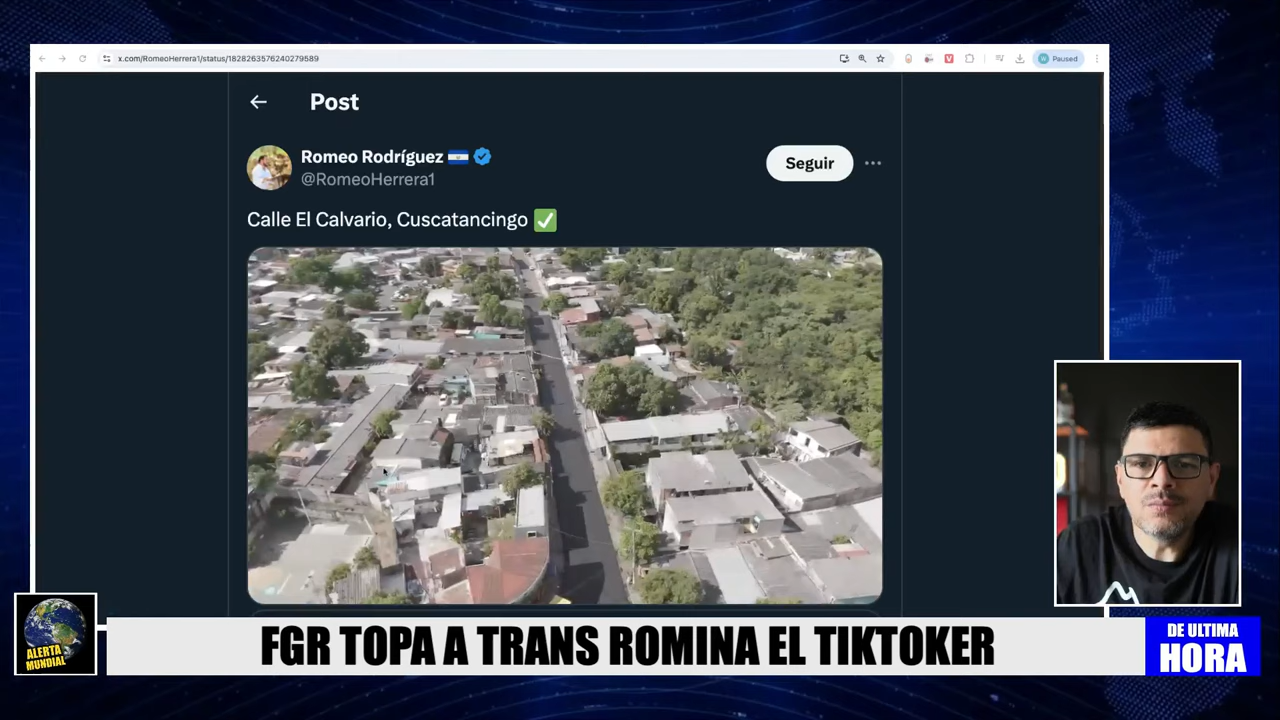 x.com/RomeoHerrera1/status/1828263576240279589
Paused
Post
Romeo Rodríguez
@RomeoHerrera1
Seguir
Calle El Calvario, Cuscatancingo
ALERTA
MUNDIAL
FGR TOPA A TRANS ROMINA EL TIKTOKER
DE ULTIMA
HORA